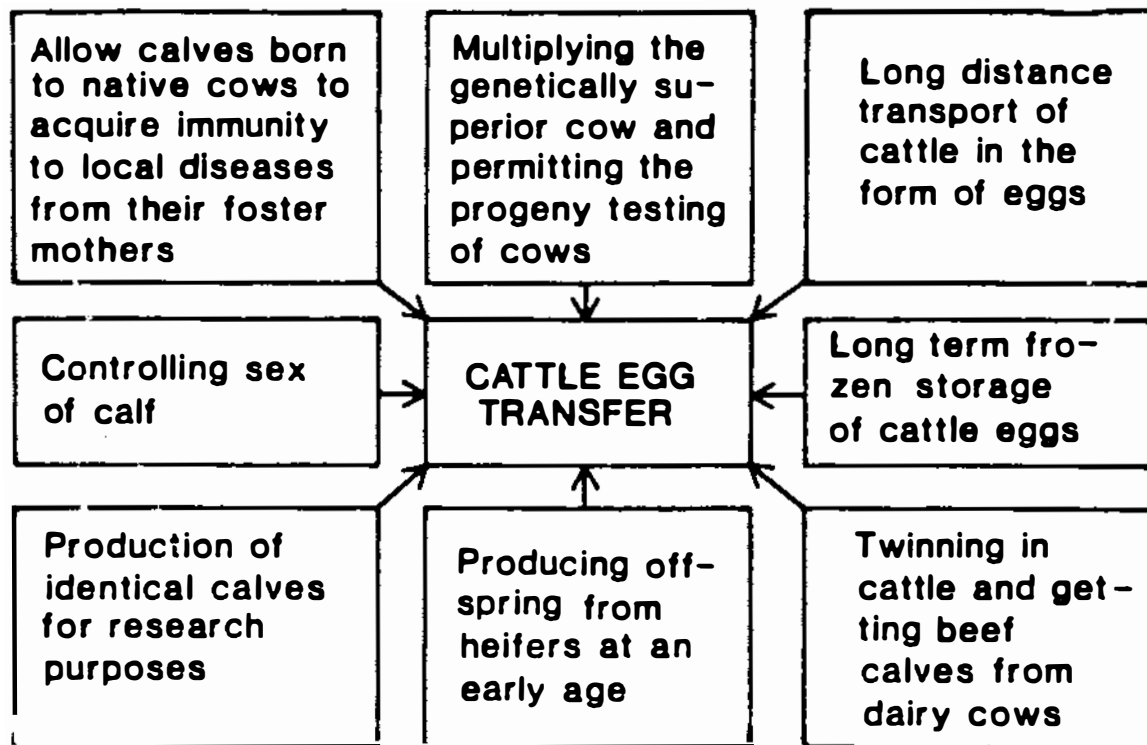 Allow calves born
to native cows to
acquire immunity
to local diseases
from their foster
mothers
Multiplying the
genetically su-
perior cow and
permitting the
progeny testing
of cows
Long distance
transport of
cattle in the
form of eggs
Controlling sex
of calf
CATTLE EGG
TRANSFER
Long term fro-
zen storage
of cattle eggs
Production of
identical calves
for research
purposes
Producing off-
spring from
heifers at an
early age
Twinning in
cattle and get-
ting beef
calves from
dairy cows